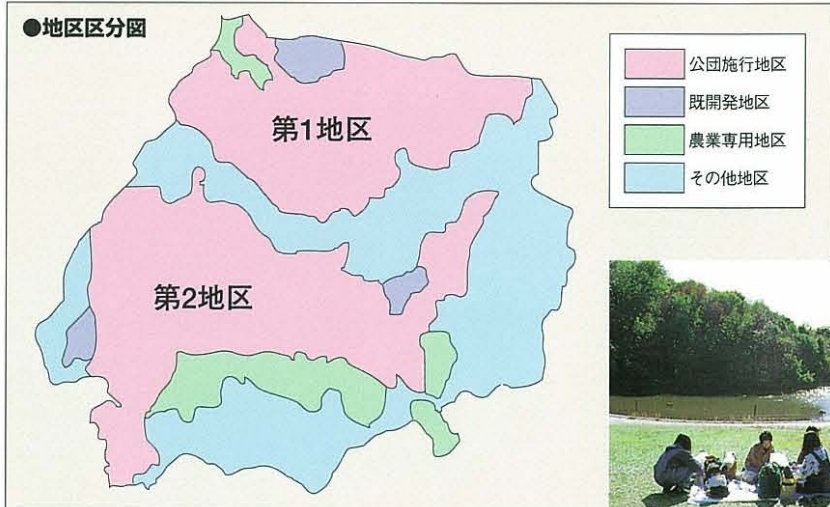 ●地区区分図
第1地区
第2地区
公団施行地区
既開発地区
農業専用地区
その他地区